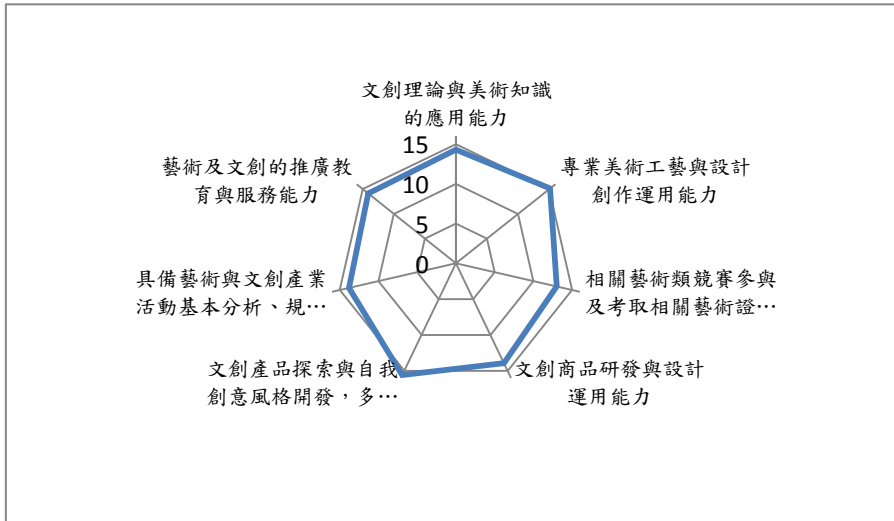 文創理論與美術知識
的應用能力
專業美術工藝與設計
創作運用能力
相關藝術類競賽參與
及考取相關藝術證…
文創商品研發與設計
運用能力
文創產品探索與自我
創意風格開發，多…
具備藝術與文創產業
活動基本分析、規…
藝術及文創的推廣教
育與服務能力
15
10
5
0